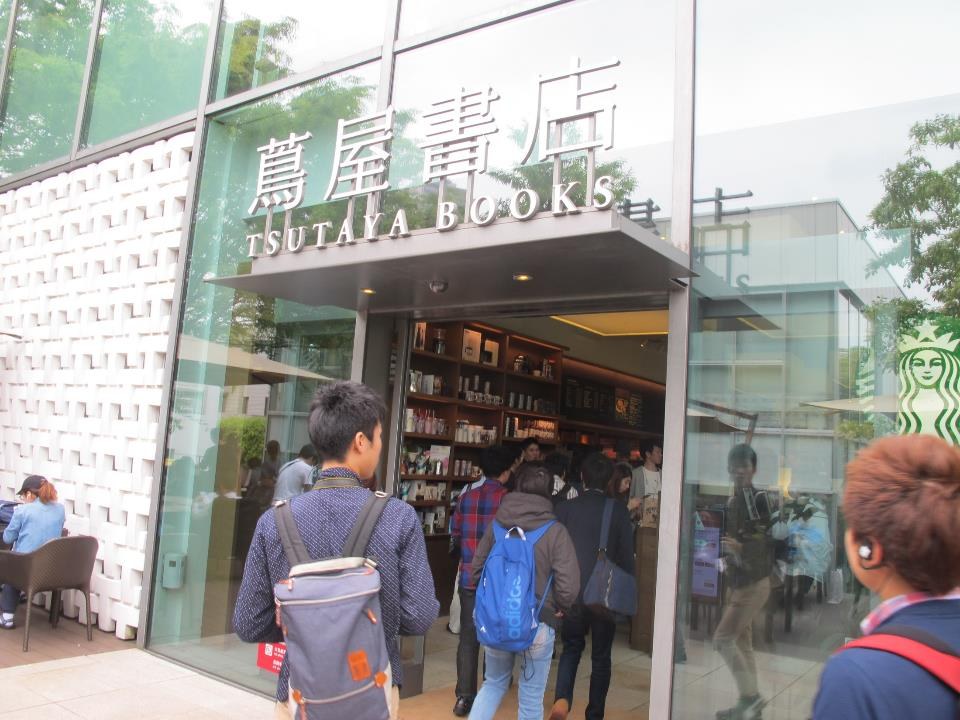 蔦屋書店
TSUTAYA BOOKS
adidas